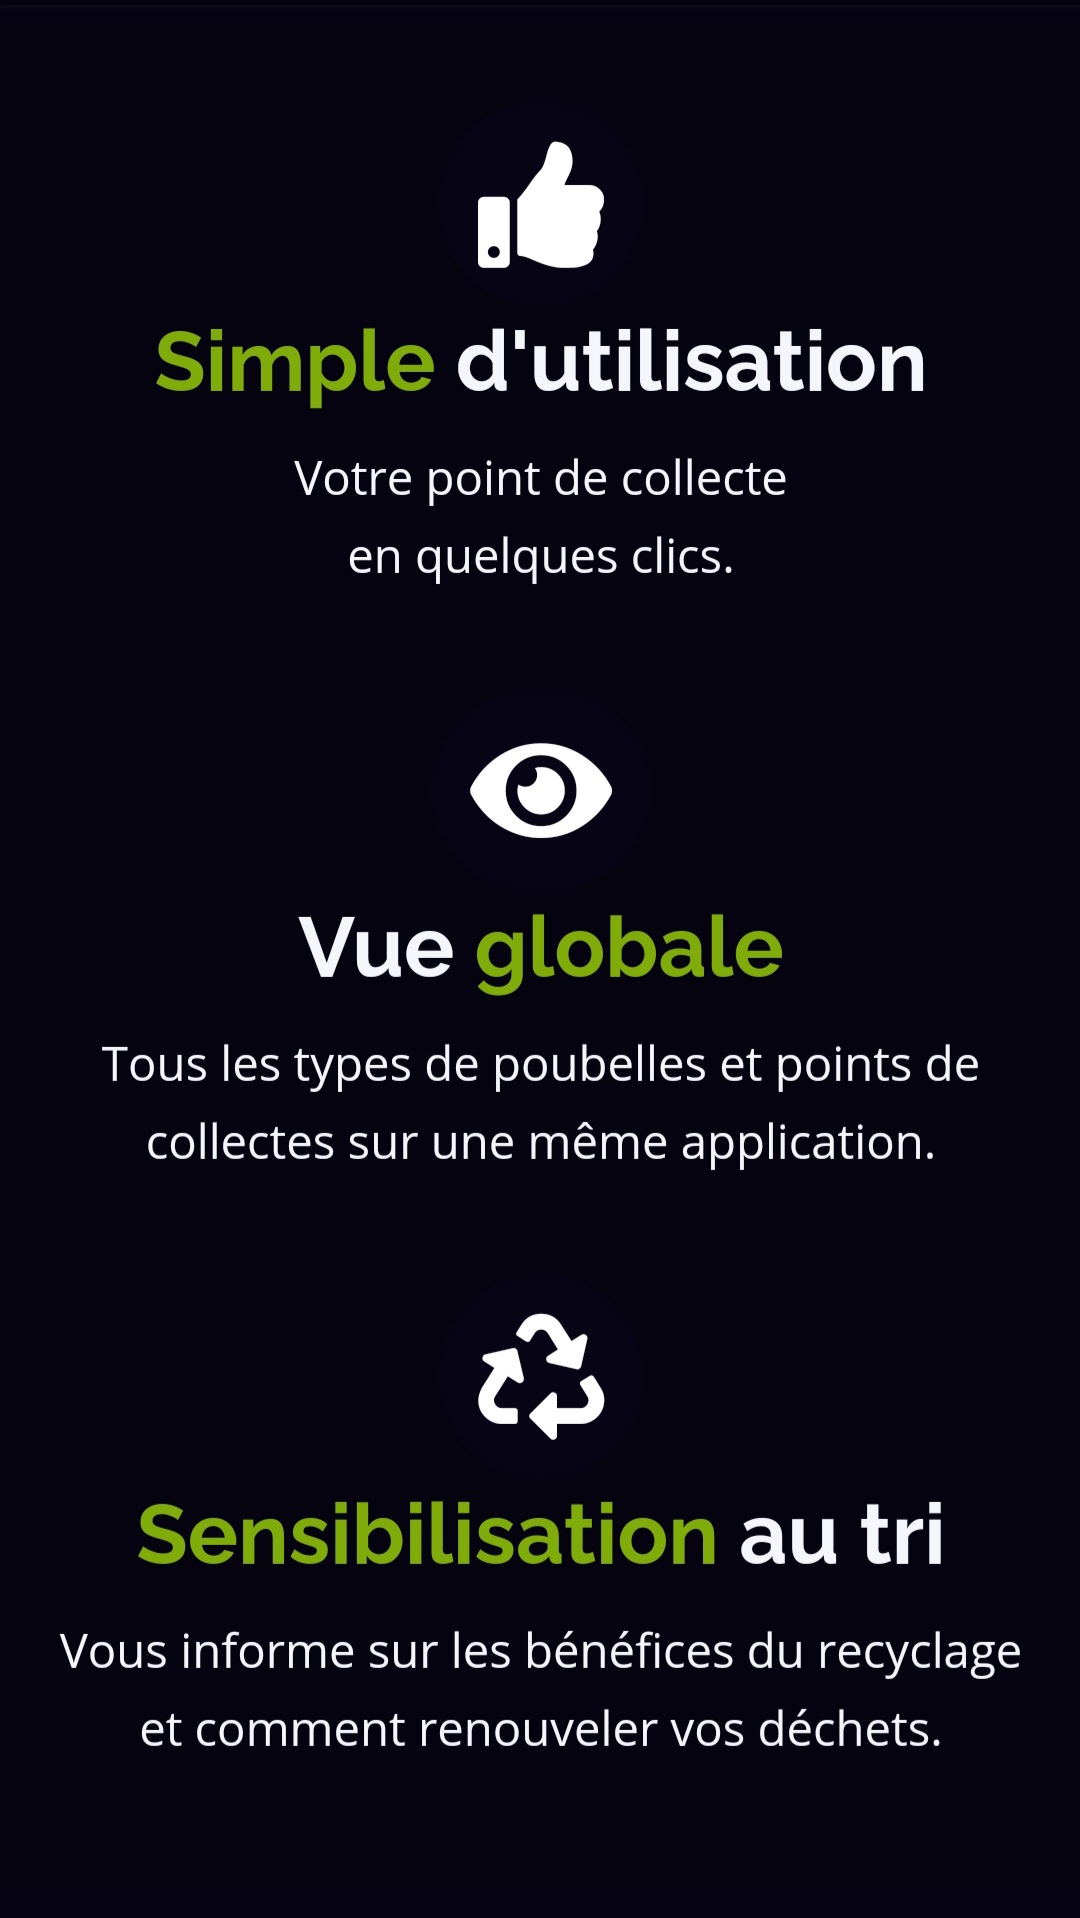 Simple d'utilisation
Votre point de collecte
en quelques clics.
Vue globale
Tous les types de poubelles et points de
collectes sur une même application.
Sensibilisation au tri
Vous informe sur les bénéfices du recyclage
et comment renouveler vos déchets.